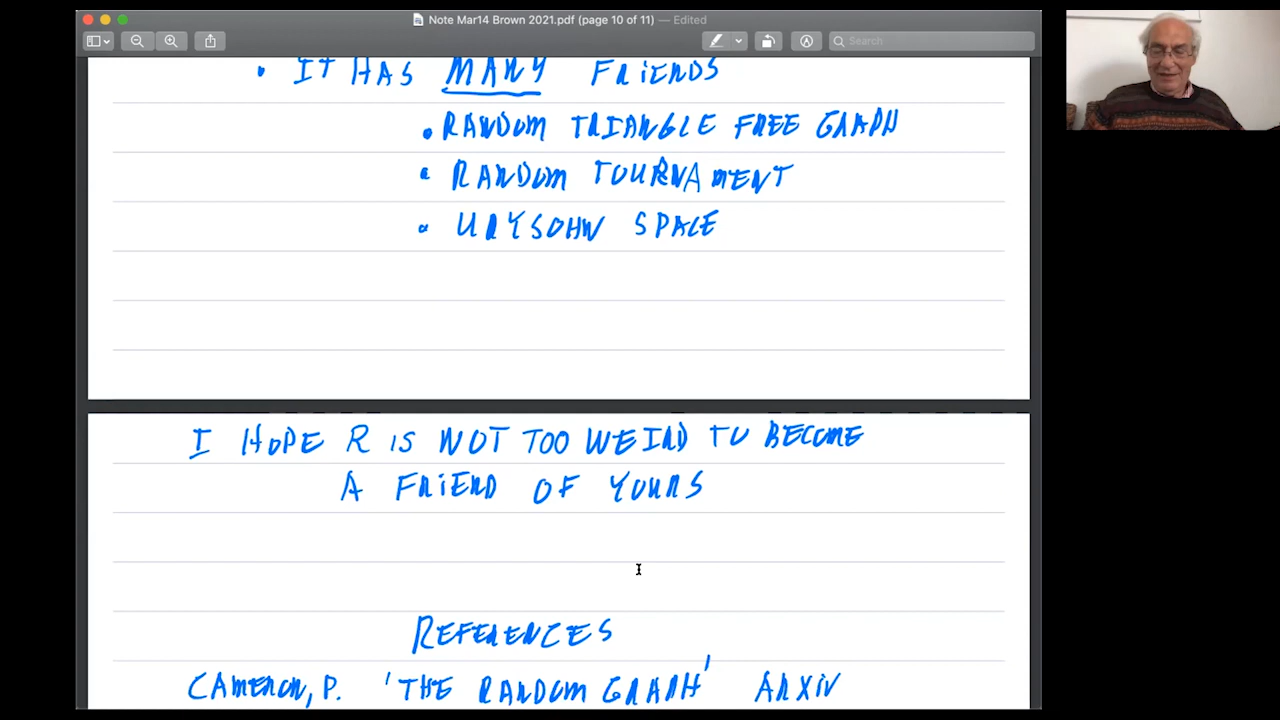 Note Mar14 Brown 2021.pdf (page 10 of 11) — Edited
Search
• IT HAS MANY FRIENDS
• RANDOM TRIANGLE FREE GRAPH
• RANDOM TOURNAMENT
• URYSOHN SPACE
I HOPE R IS NOT TOO WEIRD TO BECOME
A FRIEND OF YOURS
REFERENCES
CAMERON, P. 'THE RANDOM GRAPH' ARXIV